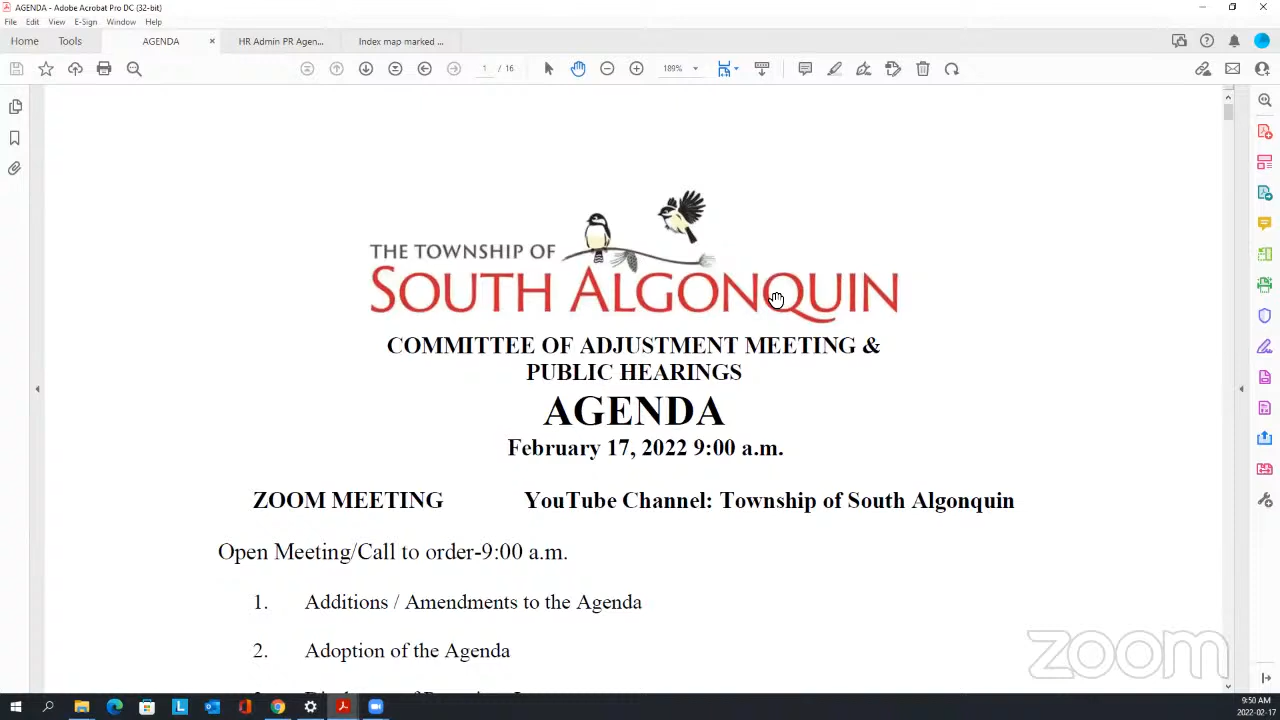 AGENDA - Adobe Acrobat Pro DC (32-bit)
File Edit View E-Sign Window Help
Home Tools AGENDA × HR Admin PR Agen... Index map marked ...
1 / 16 189%
THE TOWNSHIP OF
SOUTH ALGONQUIN
COMMITTEE OF ADJUSTMENT MEETING &
PUBLIC HEARINGS
AGENDA
February 17, 2022 9:00 a.m.
ZOOM MEETING YouTube Channel: Township of South Algonquin
Open Meeting/Call to order-9:00 a.m.
1. Additions / Amendments to the Agenda
2. Adoption of the Agenda
zoom
9:50 AM
2022-02-17